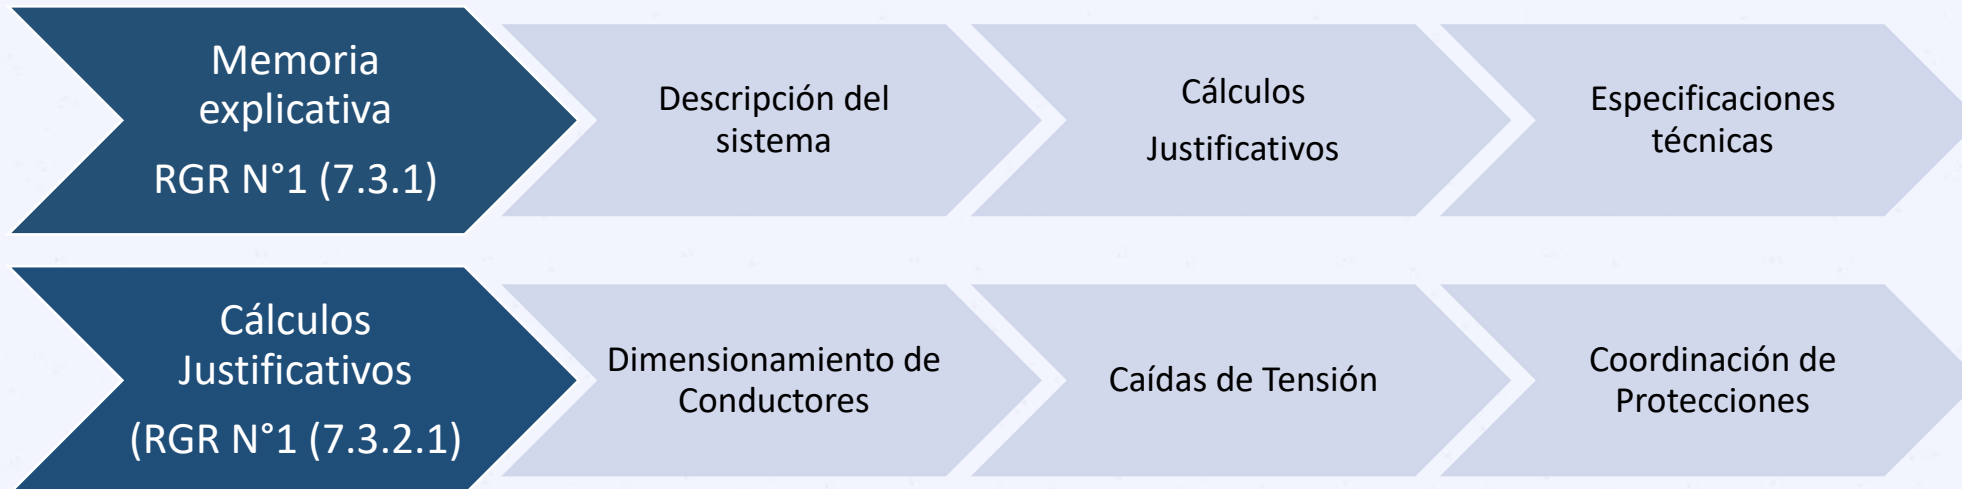 Memoria
explicativa
RGR N°1 (7.3.1)
Descripción del
sistema
Cálculos
Justificativos
Especificaciones
técnicas
Cálculos
Justificativos
(RGR N°1 (7.3.2.1)
Dimensionamiento de
Conductores
Caídas de Tensión
Coordinación de
Protecciones